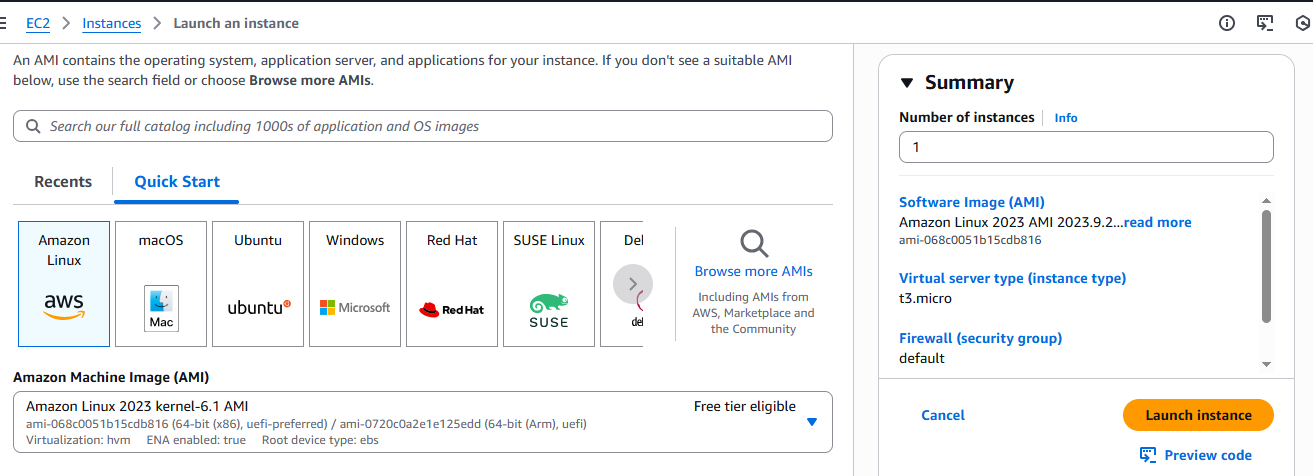 EC2 > Instances > Launch an instance
An AMI contains the operating system, application server, and applications for your instance. If you don't see a suitable AMI
below, use the search field or choose Browse more AMIs.
Search our full catalog including 1000s of application and OS images
Recents
Quick Start
Amazon
Linux
aws
macOS
Mac
Ubuntu
ubuntu
Windows
Microsoft
Red Hat
Red Hat
SUSE Linux
SUSE
Del
del
Browse more AMIs
Including AMIs from
AWS, Marketplace and
the Community
Amazon Machine Image (AMI)
Amazon Linux 2023 kernel-6.1 AMI
Free tier eligible
ami-068c0051b15cdb816 (64-bit (x86), uefi-preferred) / ami-0720c0a2e1e125edd (64-bit (Arm), uefi)
Virtualization: hvm ENA enabled: true Root device type: ebs
Summary
Number of instances
Info
1
Software Image (AMI)
Amazon Linux 2023 AMI 2023.9.2...read more
ami-068c0051b15cdb816
Virtual server type (instance type)
t3.micro
Firewall (security group)
default
Cancel
Launch instance
Preview code